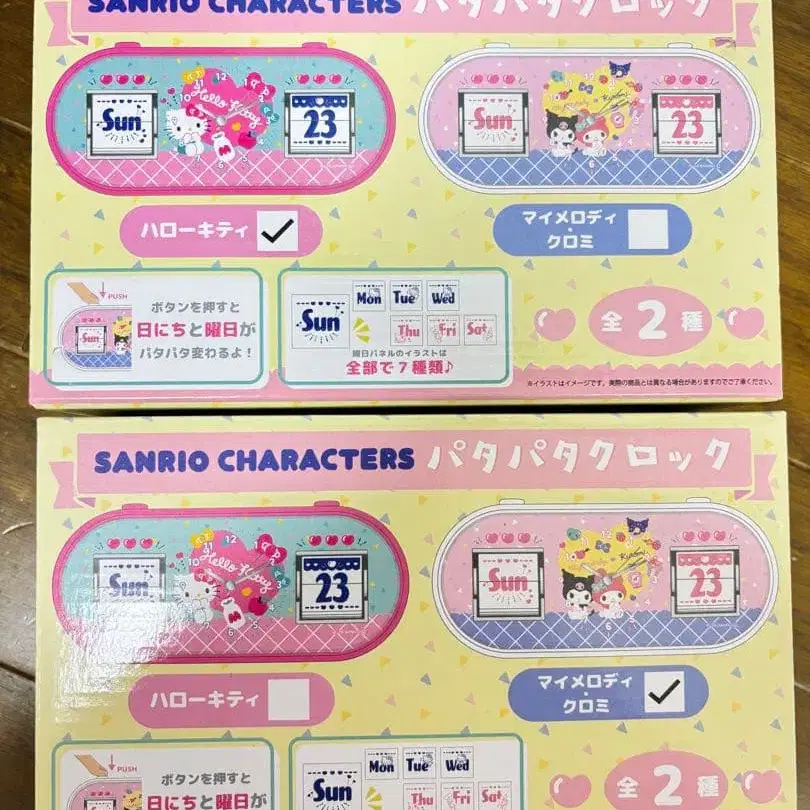 SANRIO CHARACTERS パタパタクロック
Sun
Hello Kitty
23
Sun
23
ハローキティ
マイメロディ・クロミ
PUSH
ボタンを押すと
日にちと曜日が
パタパタ変わるよ!
Sun
Mon Tue Wed
Thu Fri Sat
曜日パネルのイラストは
全部で7種類♪
全2種
※イラストはイメージです。実際の商品とは異なる場合がありますのでご了承ください。
SANRIO CHARACTERS パタパタクロック
Sun
Hello Kitty
23
Sun
Kuromi
23
ハローキティ
マイメロディ・クロミ
PUSH
ボタンを押すと
日にちと曜日が
Sun
Mon Tue Wed
Thu Fri Sat
全2種